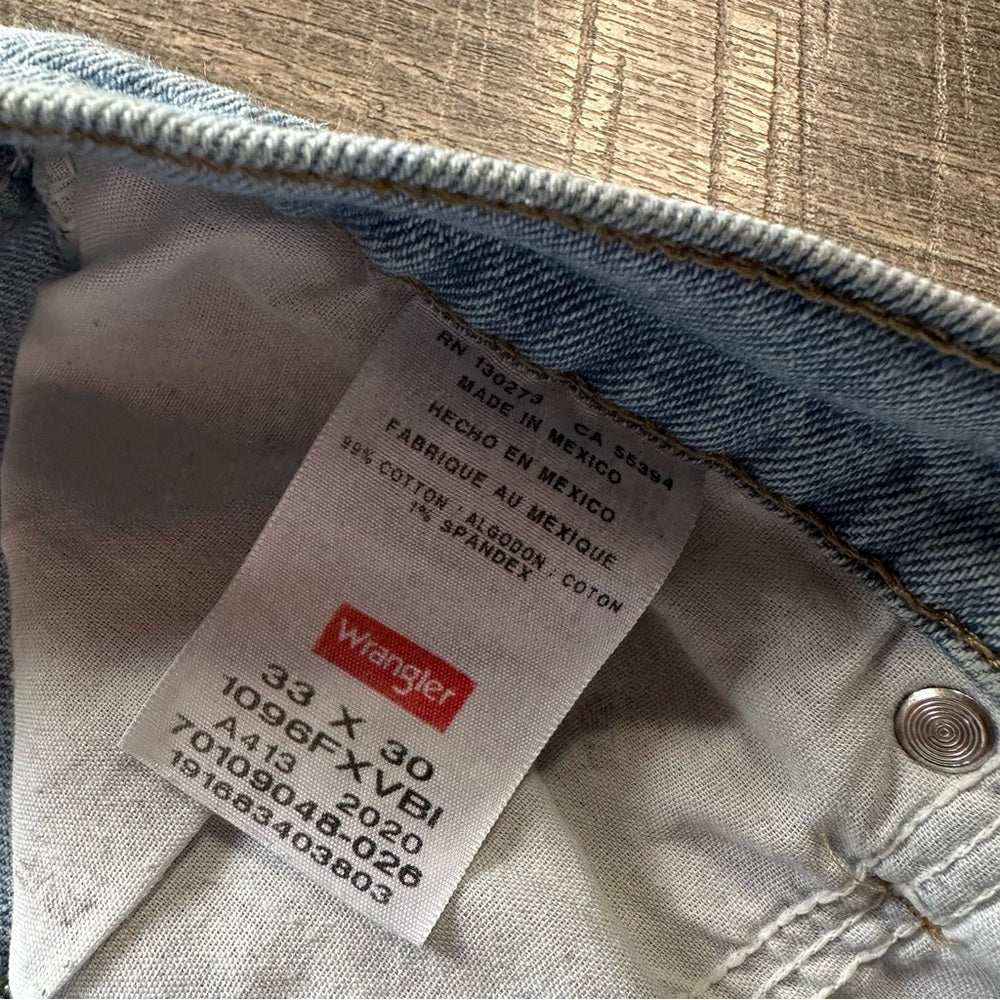 RN 130273 CA 55394
MADE IN MEXICO
HECHO EN MEXICO
FABRIQUE AU MEXIQUE
99% COTTON . ALGODON . COTON
1% SPANDEX
Wrangler
33 X 30
1096FXVBI
A413 2020
70109048-026
191683403803